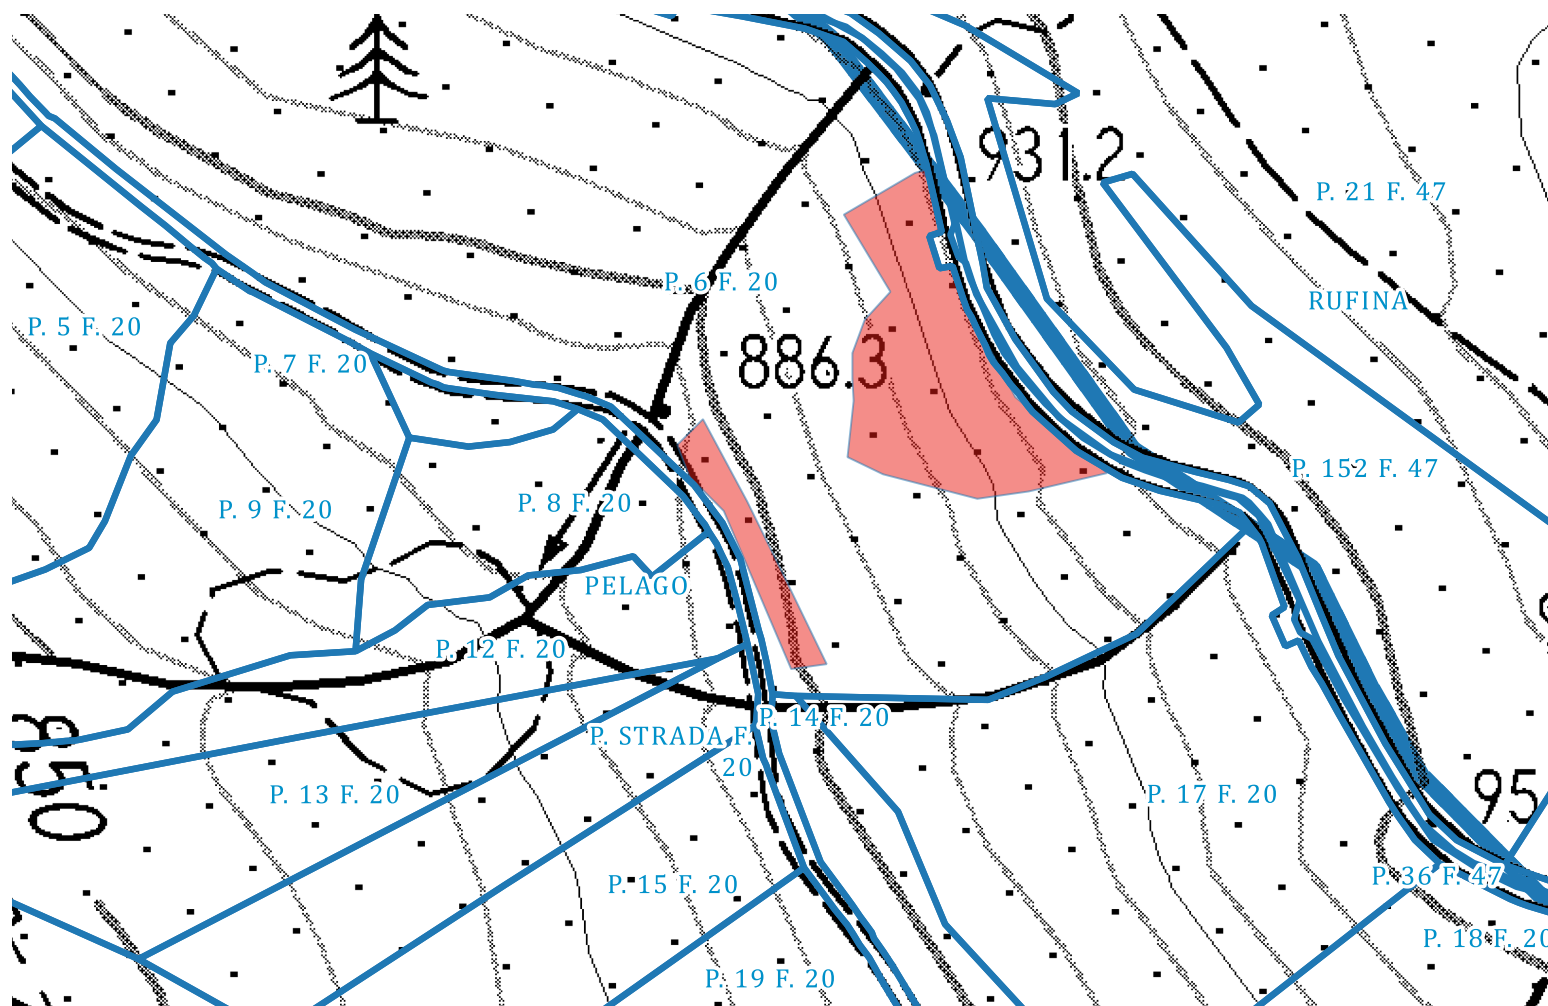 931.2
P. 21 F. 47
P. 6 F. 20
RUFINA
P. 5 F. 20
P. 7 F. 20
886.3
P. 152 F. 47
P. 9 F. 20
P. 8 F. 20
PELAGO
P. 12 F. 20
P. 14 F. 20
P. STRADA F.
20
850
P. 13 F. 20
P. 17 F. 20
95
P. 15 F. 20
P. 36 F. 47
P. 18 F. 20
P. 19 F. 20